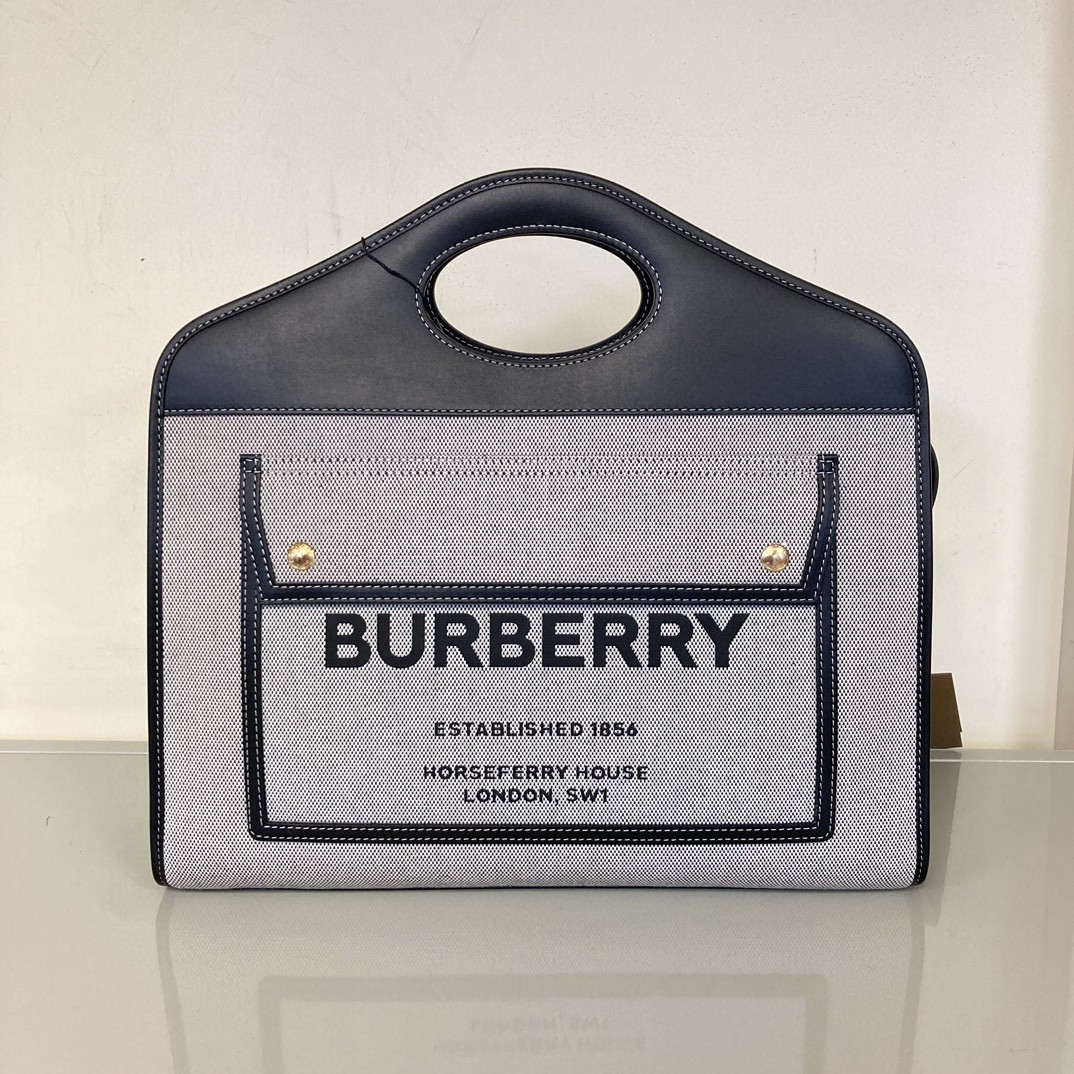 BURBERRY
ESTABLISHED 1856
HORSEFERRY HOUSE
LONDON, SW1